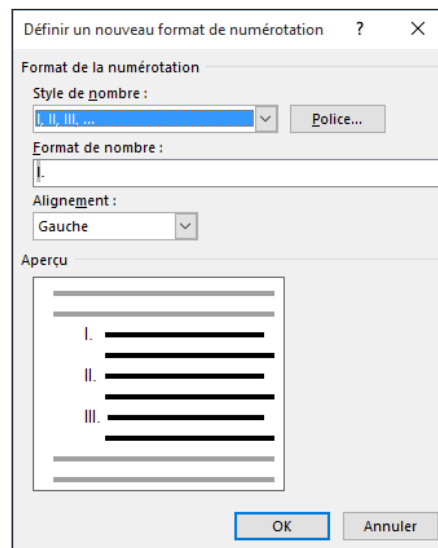 Définir un nouveau format de numérotation ? ×
Format de la numérotation
Style de nombre :
I, II, III, ...
Police...
Format de nombre :
I.
Alignement :
Gauche
Aperçu
I.
II.
III.
OK Annuler